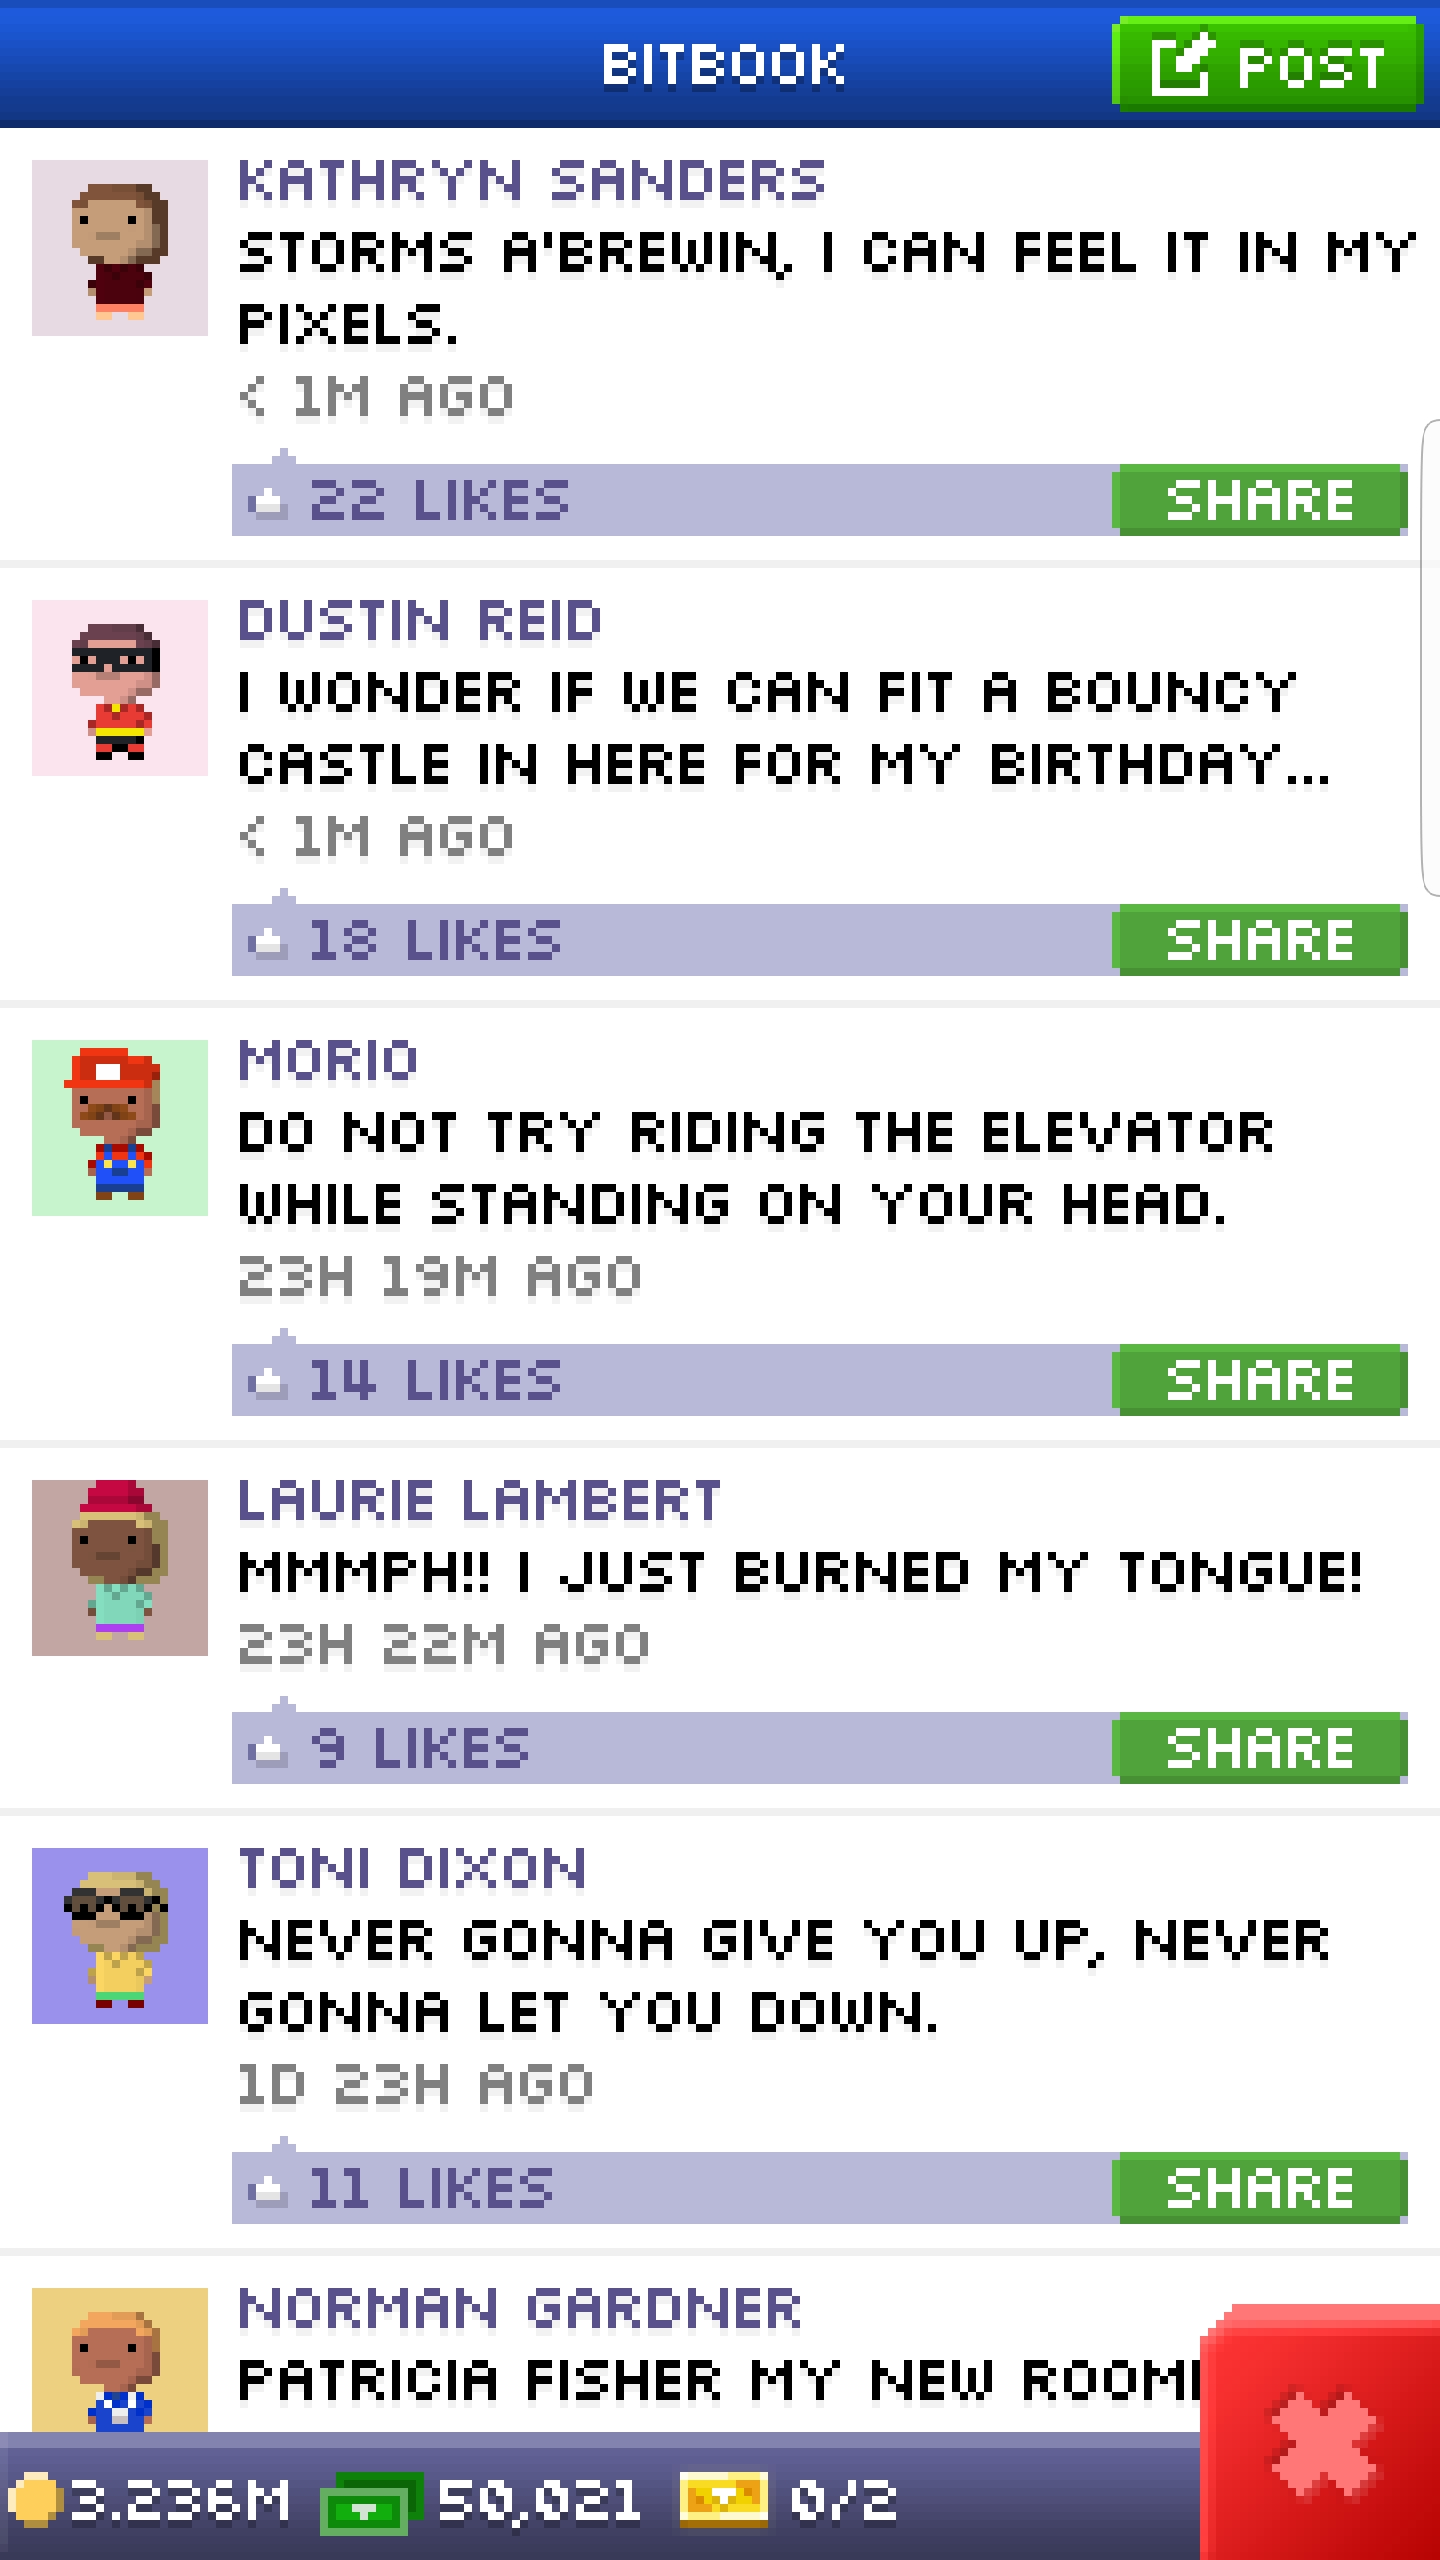 BITBOOK
POST
KATHRYN SANDERS
STORMS A'BREWIN, I CAN FEEL IT IN MY
PIXELS.
< 1M AGO
22 LIKES
SHARE
DUSTIN REID
I WONDER IF WE CAN FIT A BOUNCY
CASTLE IN HERE FOR MY BIRTHDAY...
< 1M AGO
18 LIKES
SHARE
MORIO
DO NOT TRY RIDING THE ELEVATOR
WHILE STANDING ON YOUR HEAD.
23H 19M AGO
14 LIKES
SHARE
LAURIE LAMBERT
MMMPH!! I JUST BURNED MY TONGUE!
23H 22M AGO
9 LIKES
SHARE
TONI DIXON
NEVER GONNA GIVE YOU UP, NEVER
GONNA LET YOU DOWN.
1D 23H AGO
11 LIKES
SHARE
NORMAN GARDNER
PATRICIA FISHER MY NEW
3.236M 50,021 0/2